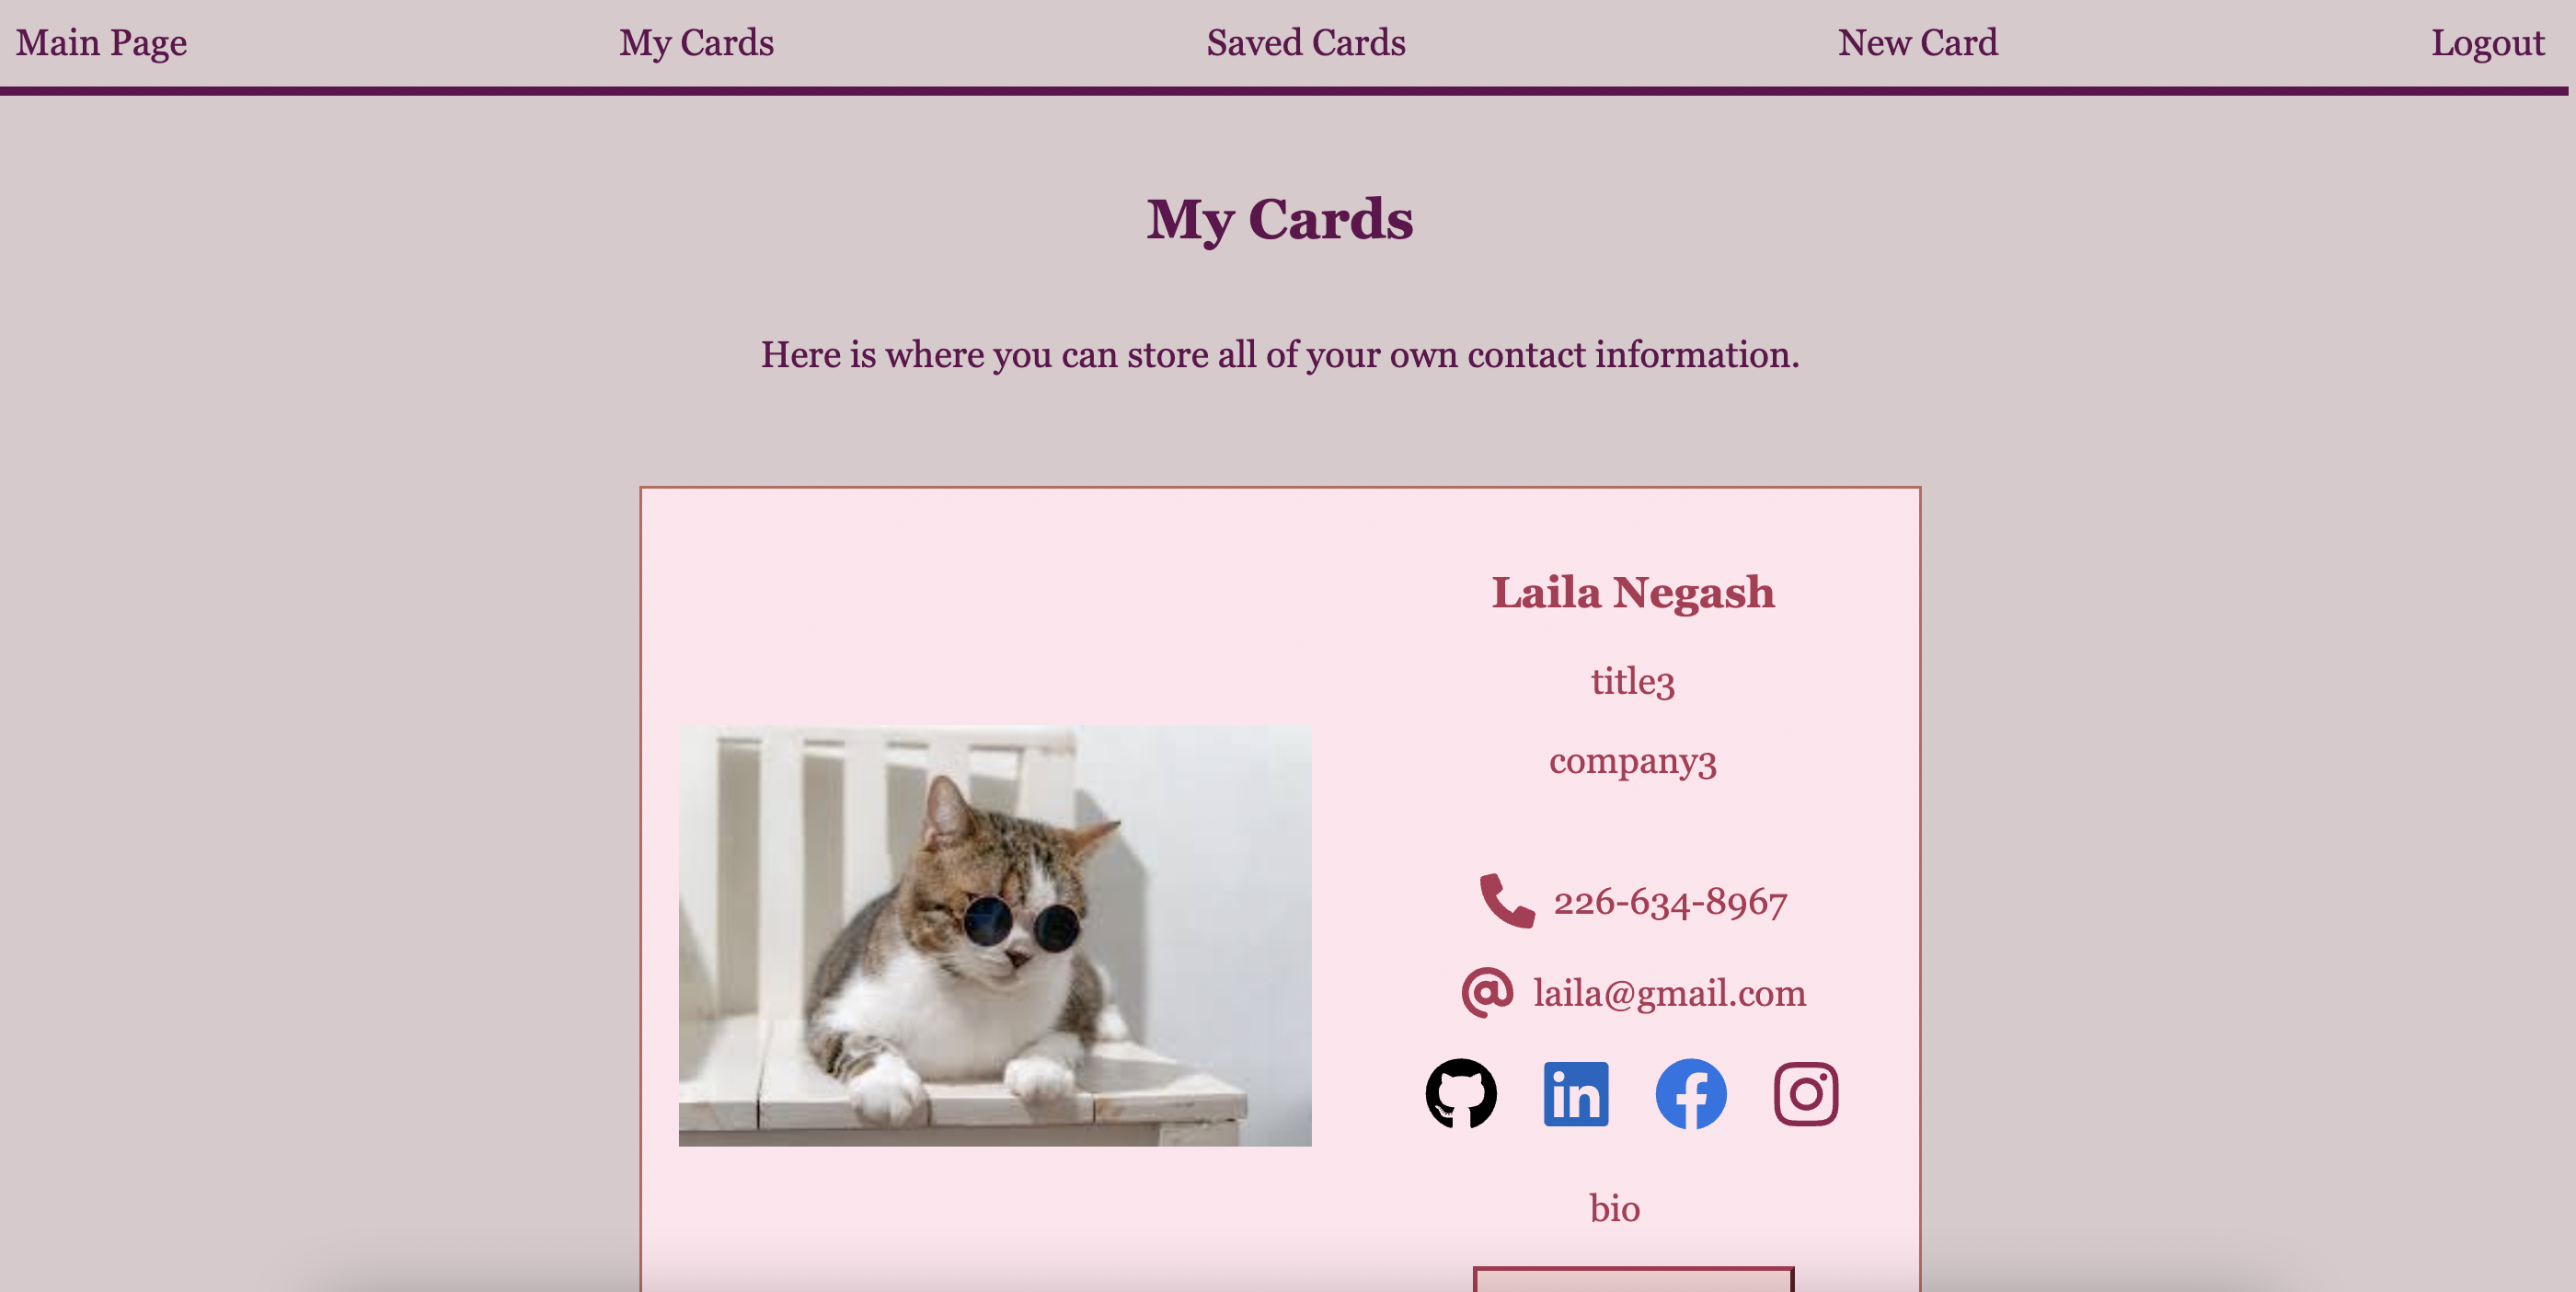 Main Page My Cards Saved Cards New Card Logout
My Cards
Here is where you can store all of your own contact information.
Laila Negash
title3
company3
226-634-8967
@ laila@gmail.com
in
bio